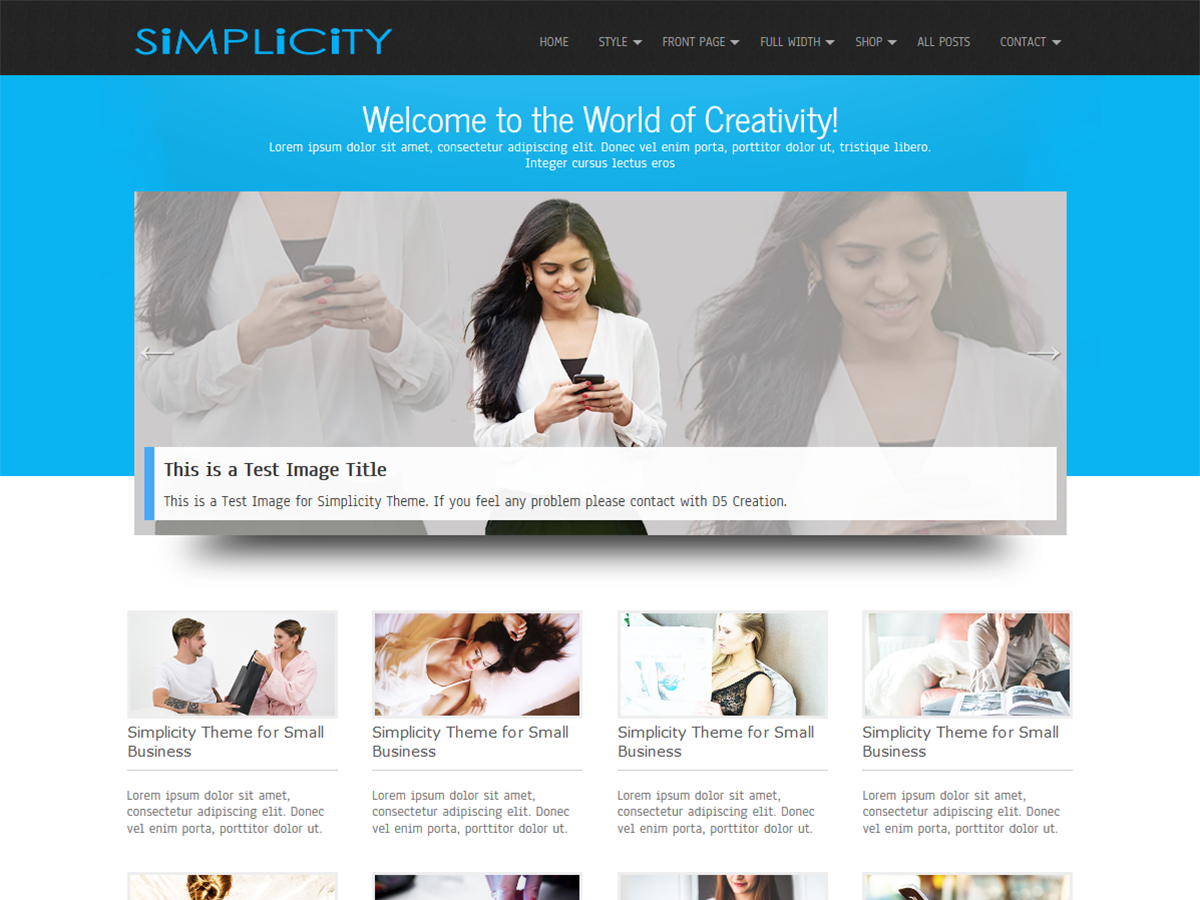 SiMPLiCiTY
HOME STYLE FRONT PAGE FULL WIDTH SHOP ALL POSTS CONTACT
Welcome to the World of Creativity!
Lorem ipsum dolor sit amet, consectetur adipiscing elit. Donec vel enim porta, porttitor dolor ut, tristique libero.
Integer cursus lectus eros
This is a Test Image Title
This is a Test Image for Simplicity Theme. If you feel any problem please contact with D5 Creation.
Simplicity Theme for Small
Business
Lorem ipsum dolor sit amet,
consectetur adipiscing elit. Donec
vel enim porta, porttitor dolor ut.
Simplicity Theme for Small
Business
Lorem ipsum dolor sit amet,
consectetur adipiscing elit. Donec
vel enim porta, porttitor dolor ut.
Simplicity Theme for Small
Business
Lorem ipsum dolor sit amet,
consectetur adipiscing elit. Donec
vel enim porta, porttitor dolor ut.
Simplicity Theme for Small
Business
Lorem ipsum dolor sit amet,
consectetur adipiscing elit. Donec
vel enim porta, porttitor dolor ut.